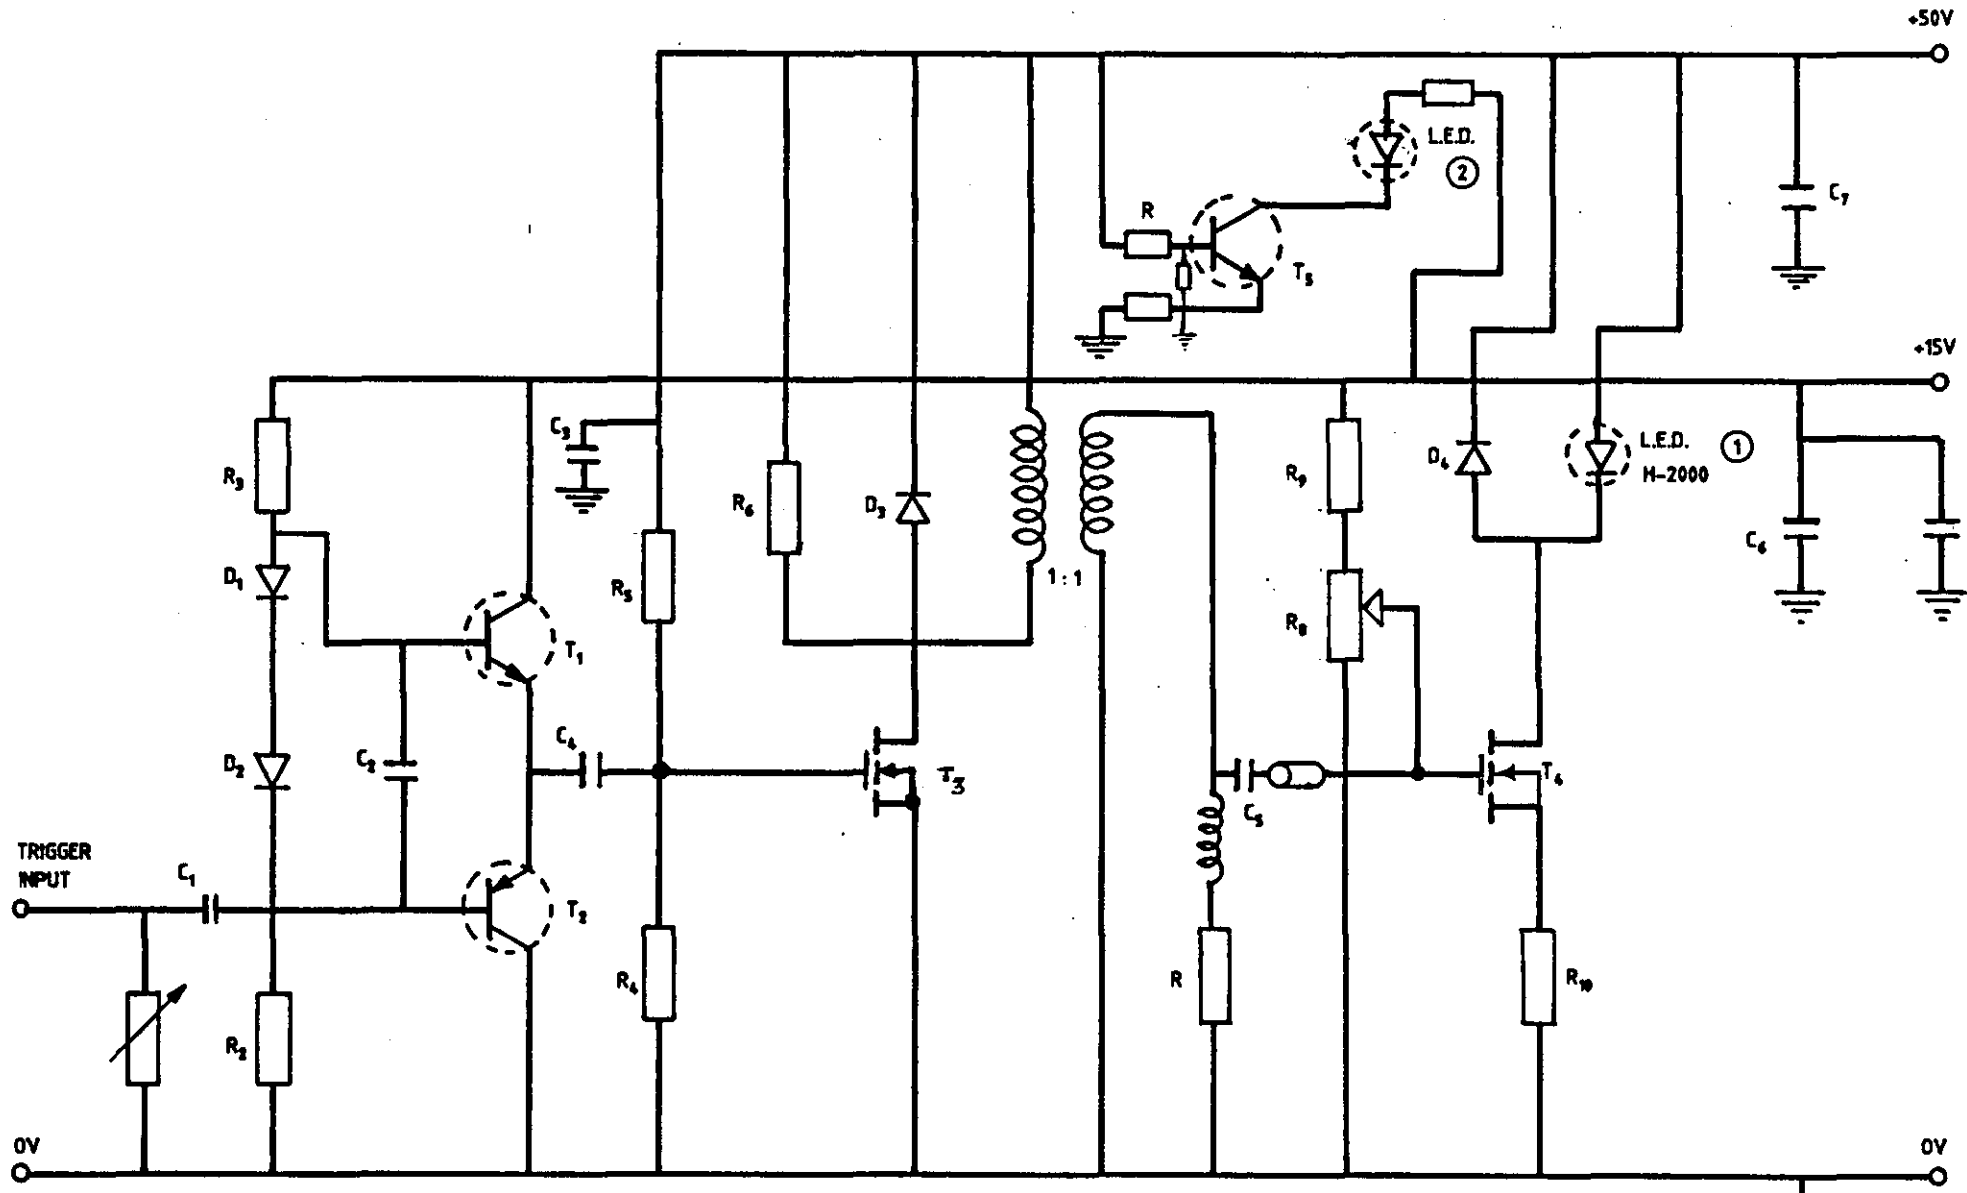 +50V
L.E.D.
2
C7
R
T5
+15V
C3
R3
R6
D3
R9
D4
L.E.D.
1
H-2000
C6
D1
R5
1:1
R8
T1
D2
C2
C4
T3
C5
T4
TRIGGER
INPUT
C1
T2
R4
R
R10
R2
0V
0V